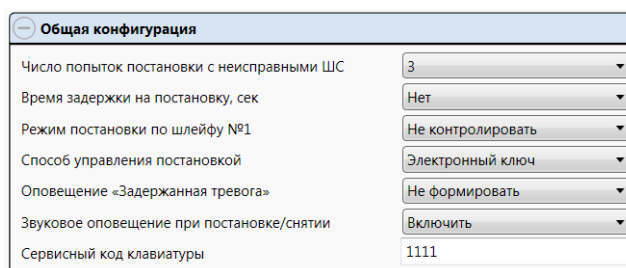 Общая конфигурация
Число попыток постановки с неисправными ШС 3
Время задержки на постановку, сек Нет
Режим постановки по шлейфу №1 Не контролировать
Способ управления постановкой Электронный ключ
Оповещение «Задержанная тревога» Не формировать
Звуковое оповещение при постановке/снятии Включить
Сервисный код клавиатуры 1111